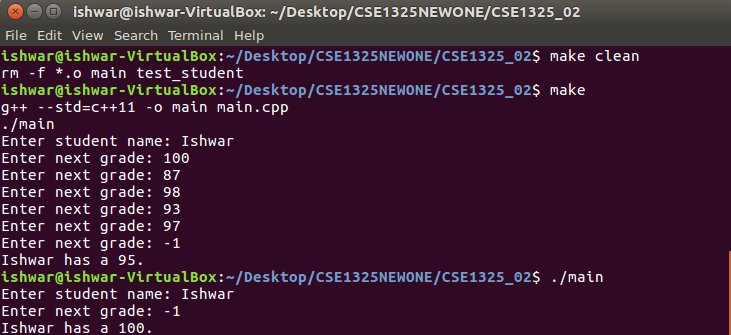 ishwar@ishwar-VirtualBox: ~/Desktop/CSE1325NEWONE/CSE1325_02
File Edit View Search Terminal Help
ishwar@ishwar-VirtualBox:~/Desktop/CSE1325NEWONE/CSE1325_02$ make clean
rm -f *.o main test_student
ishwar@ishwar-VirtualBox:~/Desktop/CSE1325NEWONE/CSE1325_02$ make
g++ --std=c++11 -o main main.cpp
./main
Enter student name: Ishwar
Enter next grade: 100
Enter next grade: 87
Enter next grade: 98
Enter next grade: 93
Enter next grade: 97
Enter next grade: -1
Ishwar has a 95.
ishwar@ishwar-VirtualBox:~/Desktop/CSE1325NEWONE/CSE1325_02$ ./main
Enter student name: Ishwar
Enter next grade: -1
Ishwar has a 100.